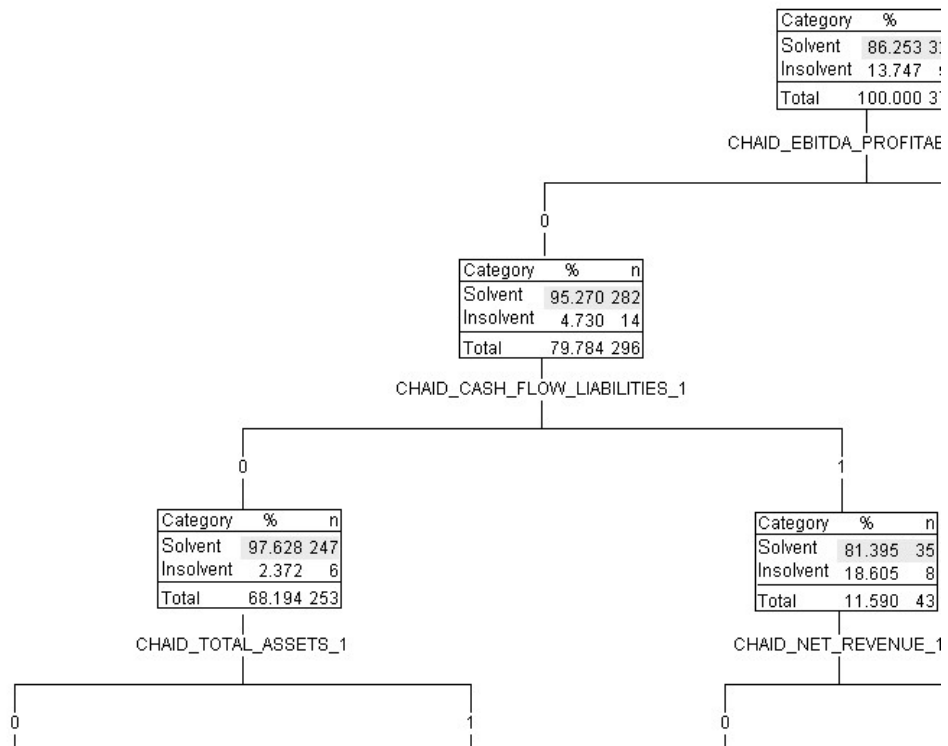 Category % 
Solvent 86.253
Insolvent 13.747
Total 100.000
CHAID_EBITDA_PROFITAB
0
Category % n
Solvent 95.270 282
Insolvent 4.730 14
Total 79.784 296
CHAID_CASH_FLOW_LIABILITIES_1
0 1
Category % n
Solvent 97.628 247
Insolvent 2.372 6
Total 68.194 253
CHAID_TOTAL_ASSETS_1
Category % n
Solvent 81.395 35
Insolvent 18.605 8
Total 11.590 43
CHAID_NET_REVENUE_1
0 1 0